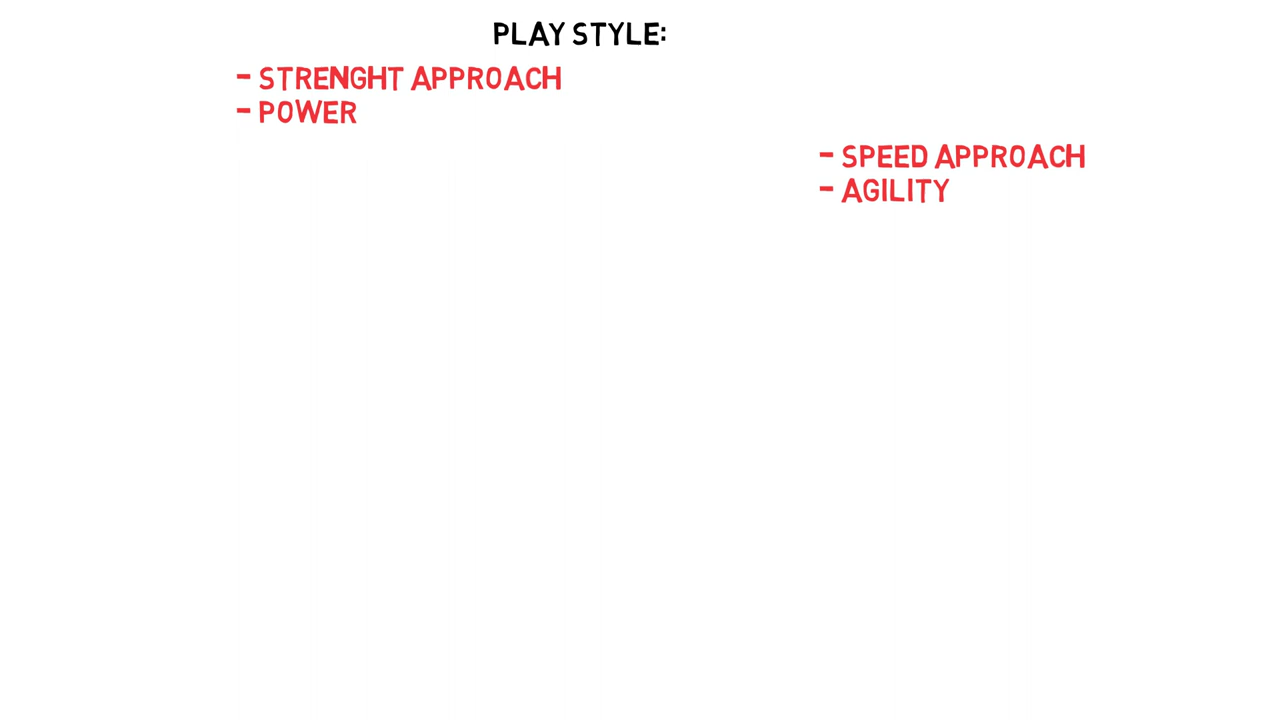 PLAY STYLE:
- STRENGHT APPROACH
- POWER
- SPEED APPROACH
- AGILITY